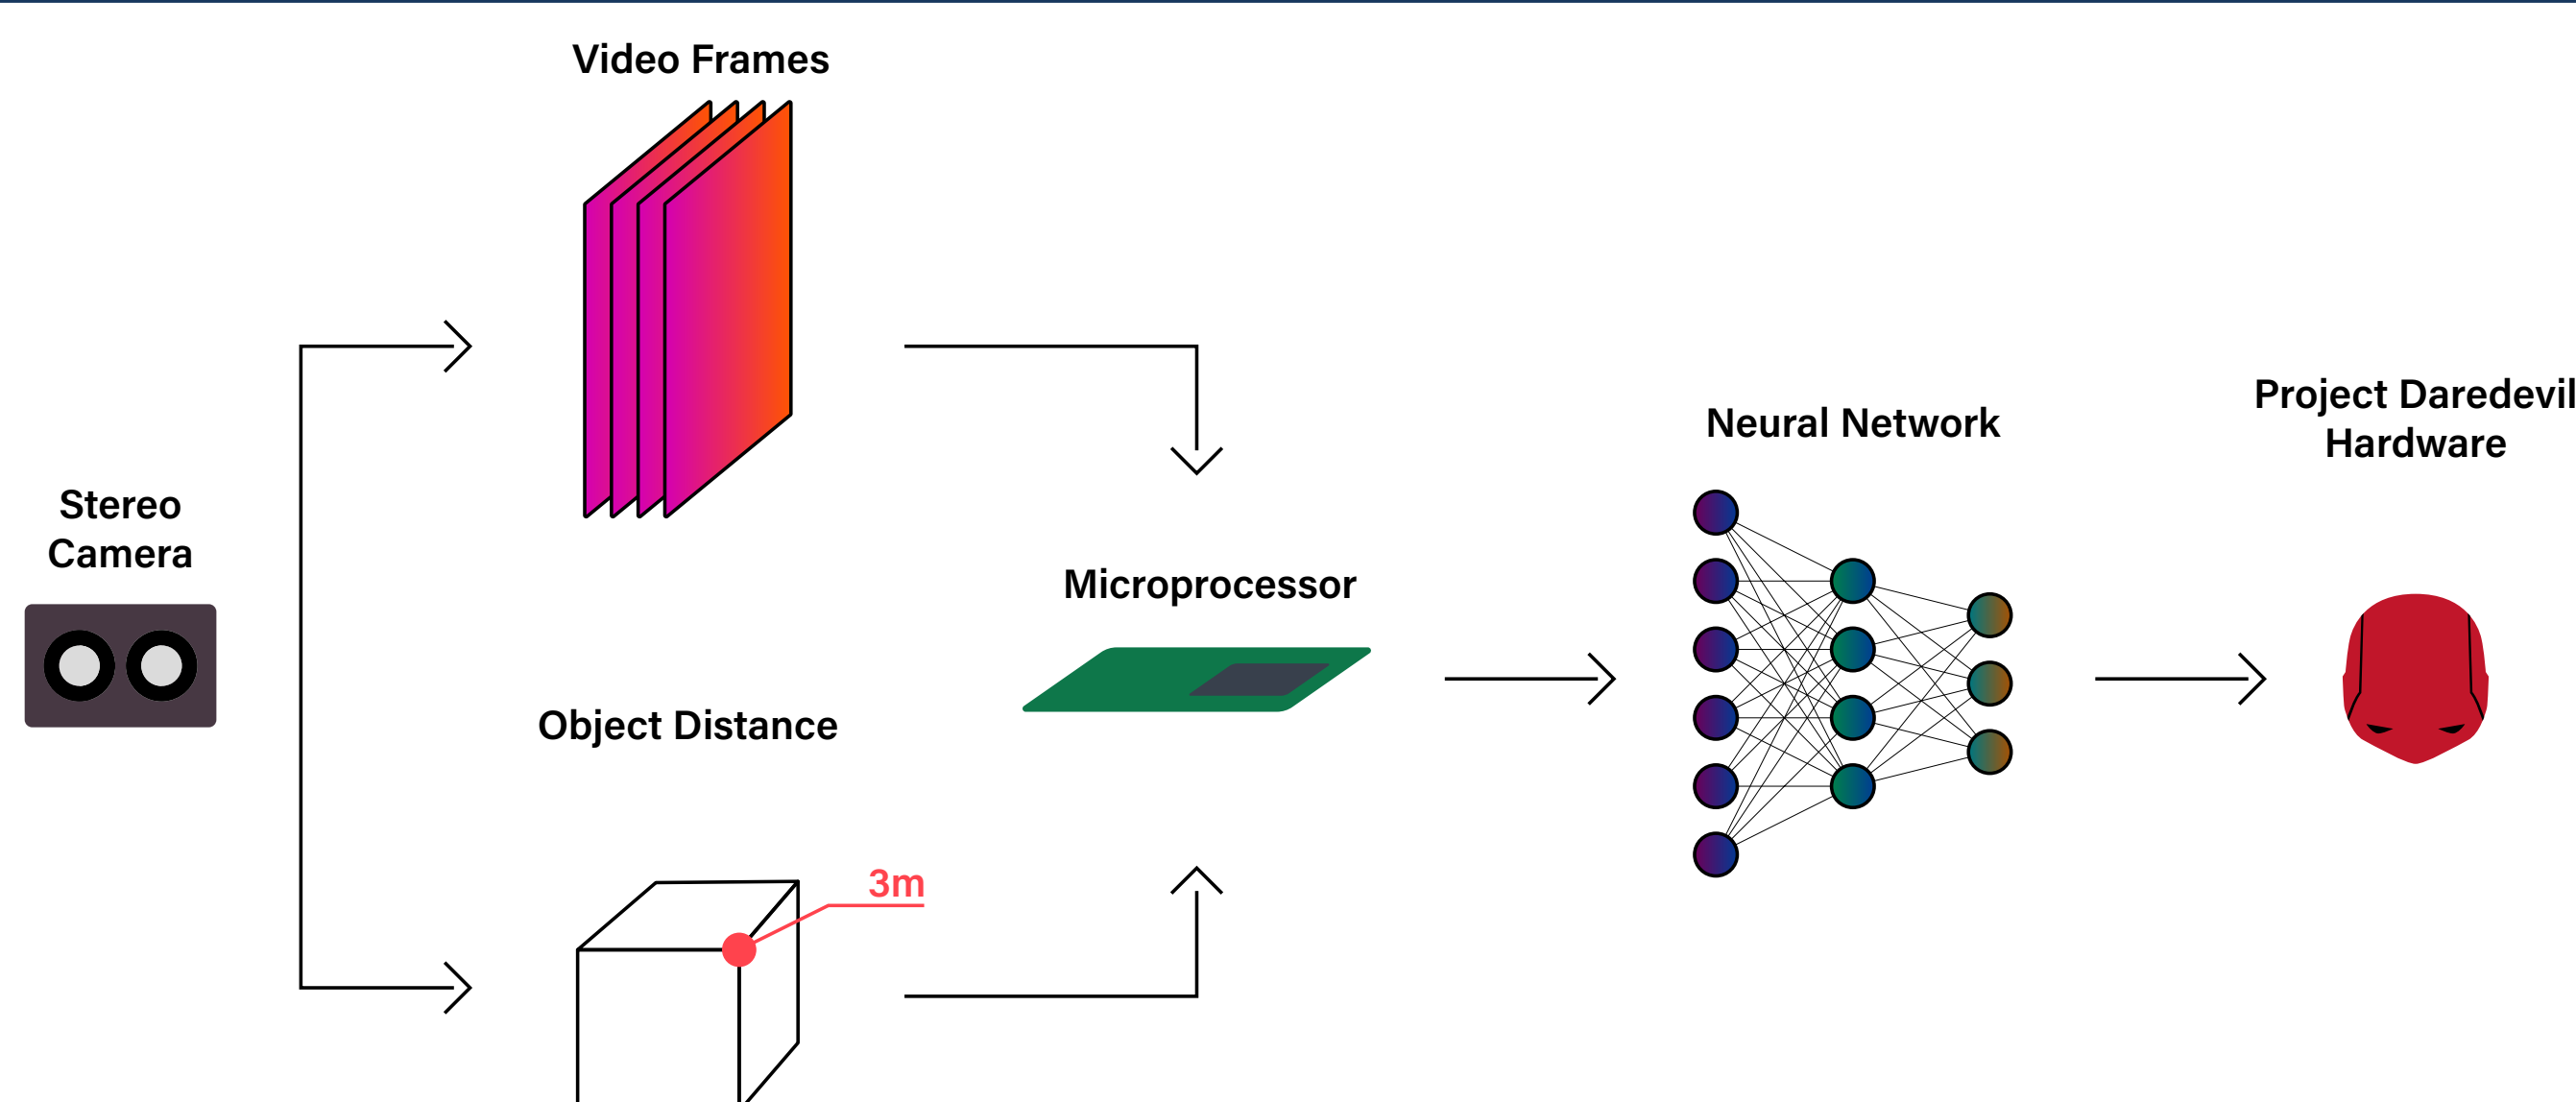 Video Frames
Stereo
Camera
Object Distance
3m
Microprocessor
Neural Network
Project Daredevil
Hardware